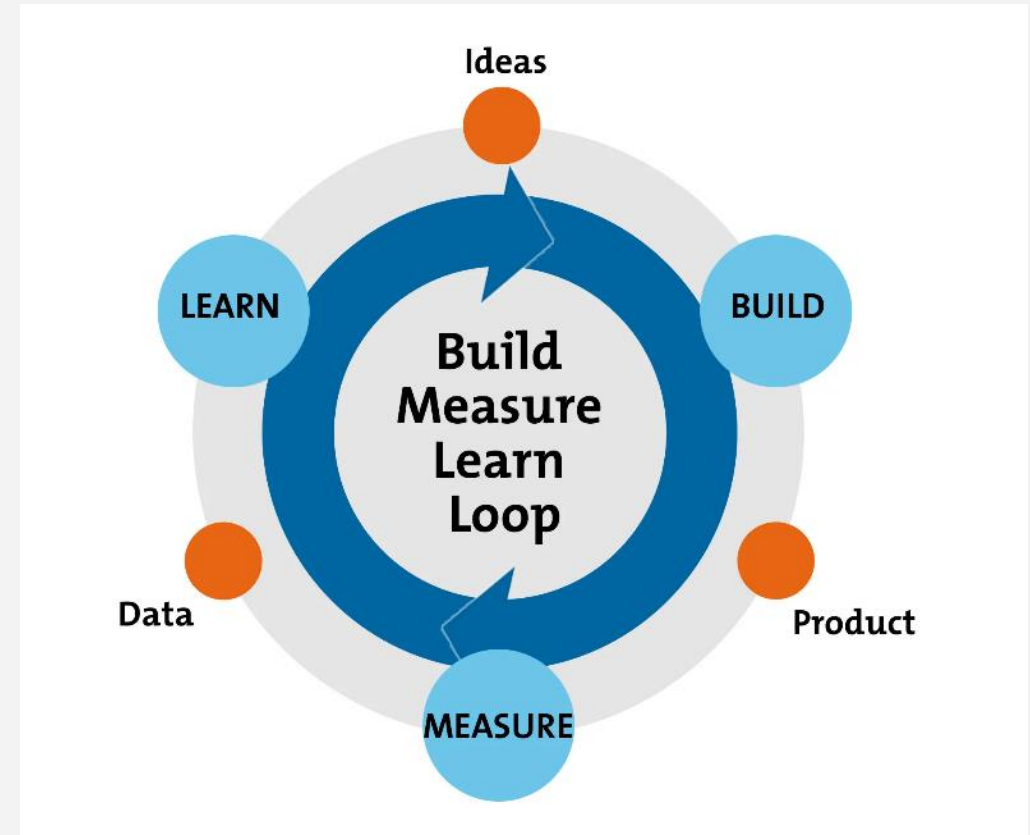 Ideas
LEARN
BUILD
Build
Measure
Learn
Loop
Data
Product
MEASURE